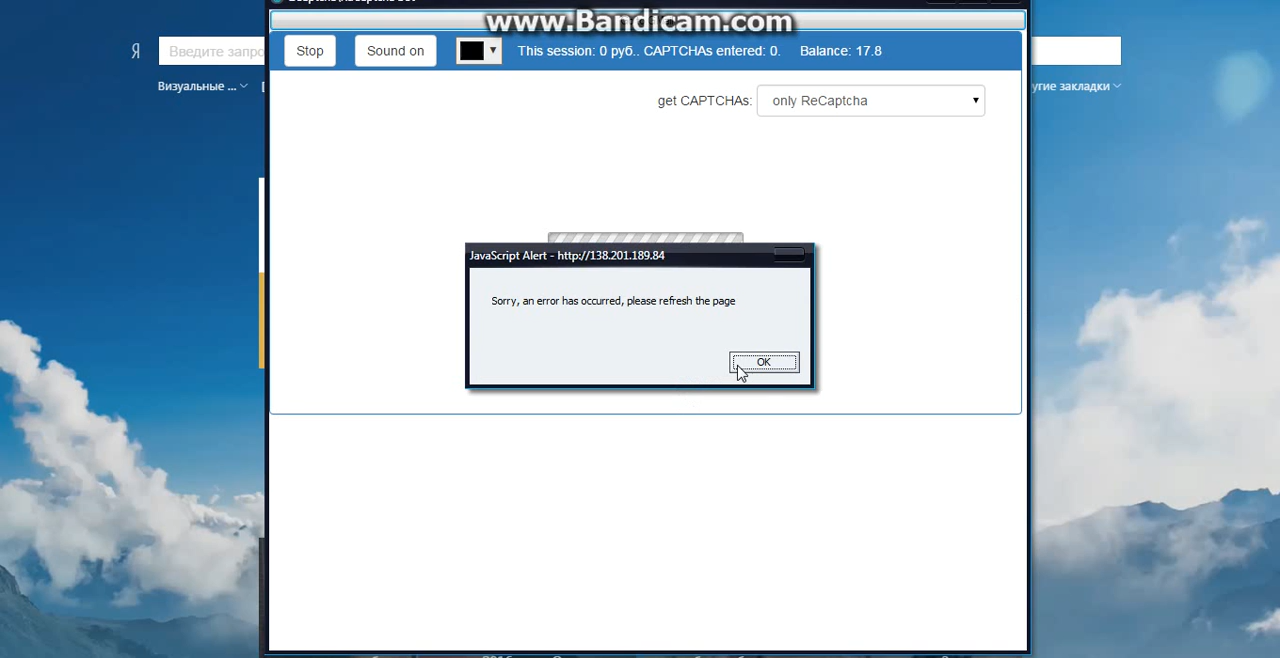 www.Bandicam.com
Я Введите запро
Stop Sound on This session: 0 руб.. CAPTCHAs entered: 0. Balance: 17.8
Визуальные ...
угие закладки
get CAPTCHAs: only ReCaptcha
JavaScript Alert - http://138.201.189.84
Sorry, an error has occurred, please refresh the page
OK